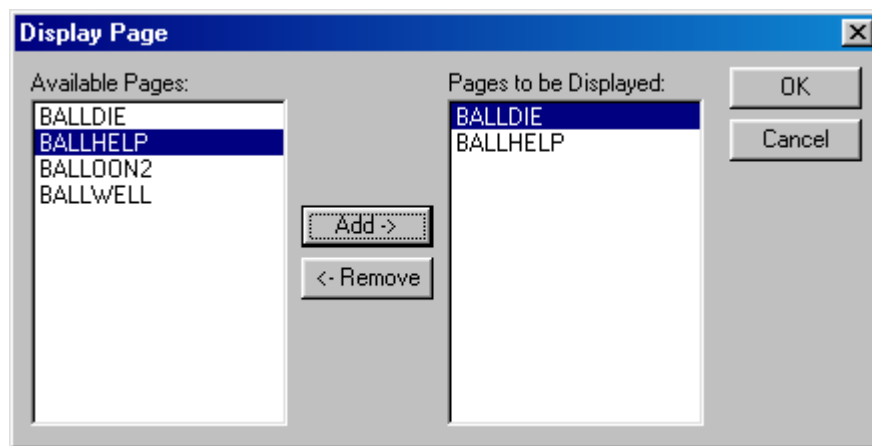 Display Page
Available Pages:
BALLDIE
BALLHELP
BALLOON2
BALLWELL
Add ->
<- Remove
Pages to be Displayed:
BALLDIE
BALLHELP
OK
Cancel